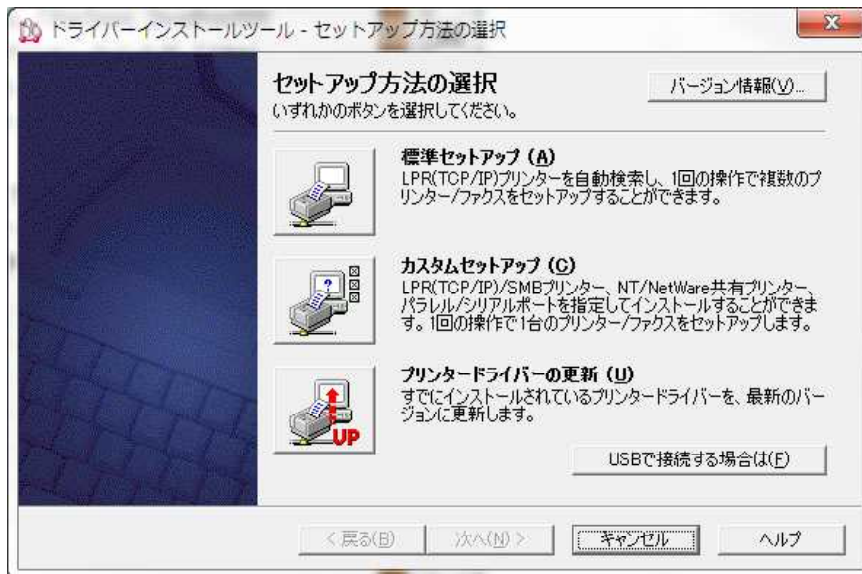 ドライバーインストールツール - セットアップ方法の選択
セットアップ方法の選択
バージョン情報(V)...
いずれかのボタンを選択してください。
標準セットアップ (A)
LPR(TCP/IP)プリンターを自動検索し、1回の操作で複数のプ
リンター/ファクスをセットアップすることができます。
カスタムセットアップ (C)
LPR(TCP/IP)/SMBプリンター、NT/NetWare共有プリンター、
パラレル/シリアルポートを指定してインストールすることができま
す。1回の操作で1台のプリンター/ファクスをセットアップします。
?
プリンタードライバーの更新 (U)
すでにインストールされているプリンタードライバーを、最新のバー
ジョンに更新します。
UP
USBで接続する場合は(F)
< 戻る(B)
次へ(N) >
キャンセル
ヘルプ